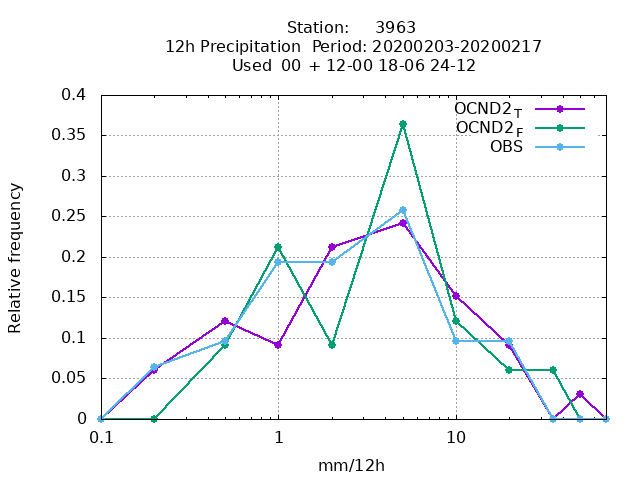 Station: 3963
12h Precipitation Period: 20200203-20200217
Used 00 + 12-00 18-06 24-12
OCND2T
OCND2F
OBS
0.4
0.35
0.3
0.25
0.2
0.15
0.1
0.05
0
Relative frequency
0.1 1 10
mm/12h